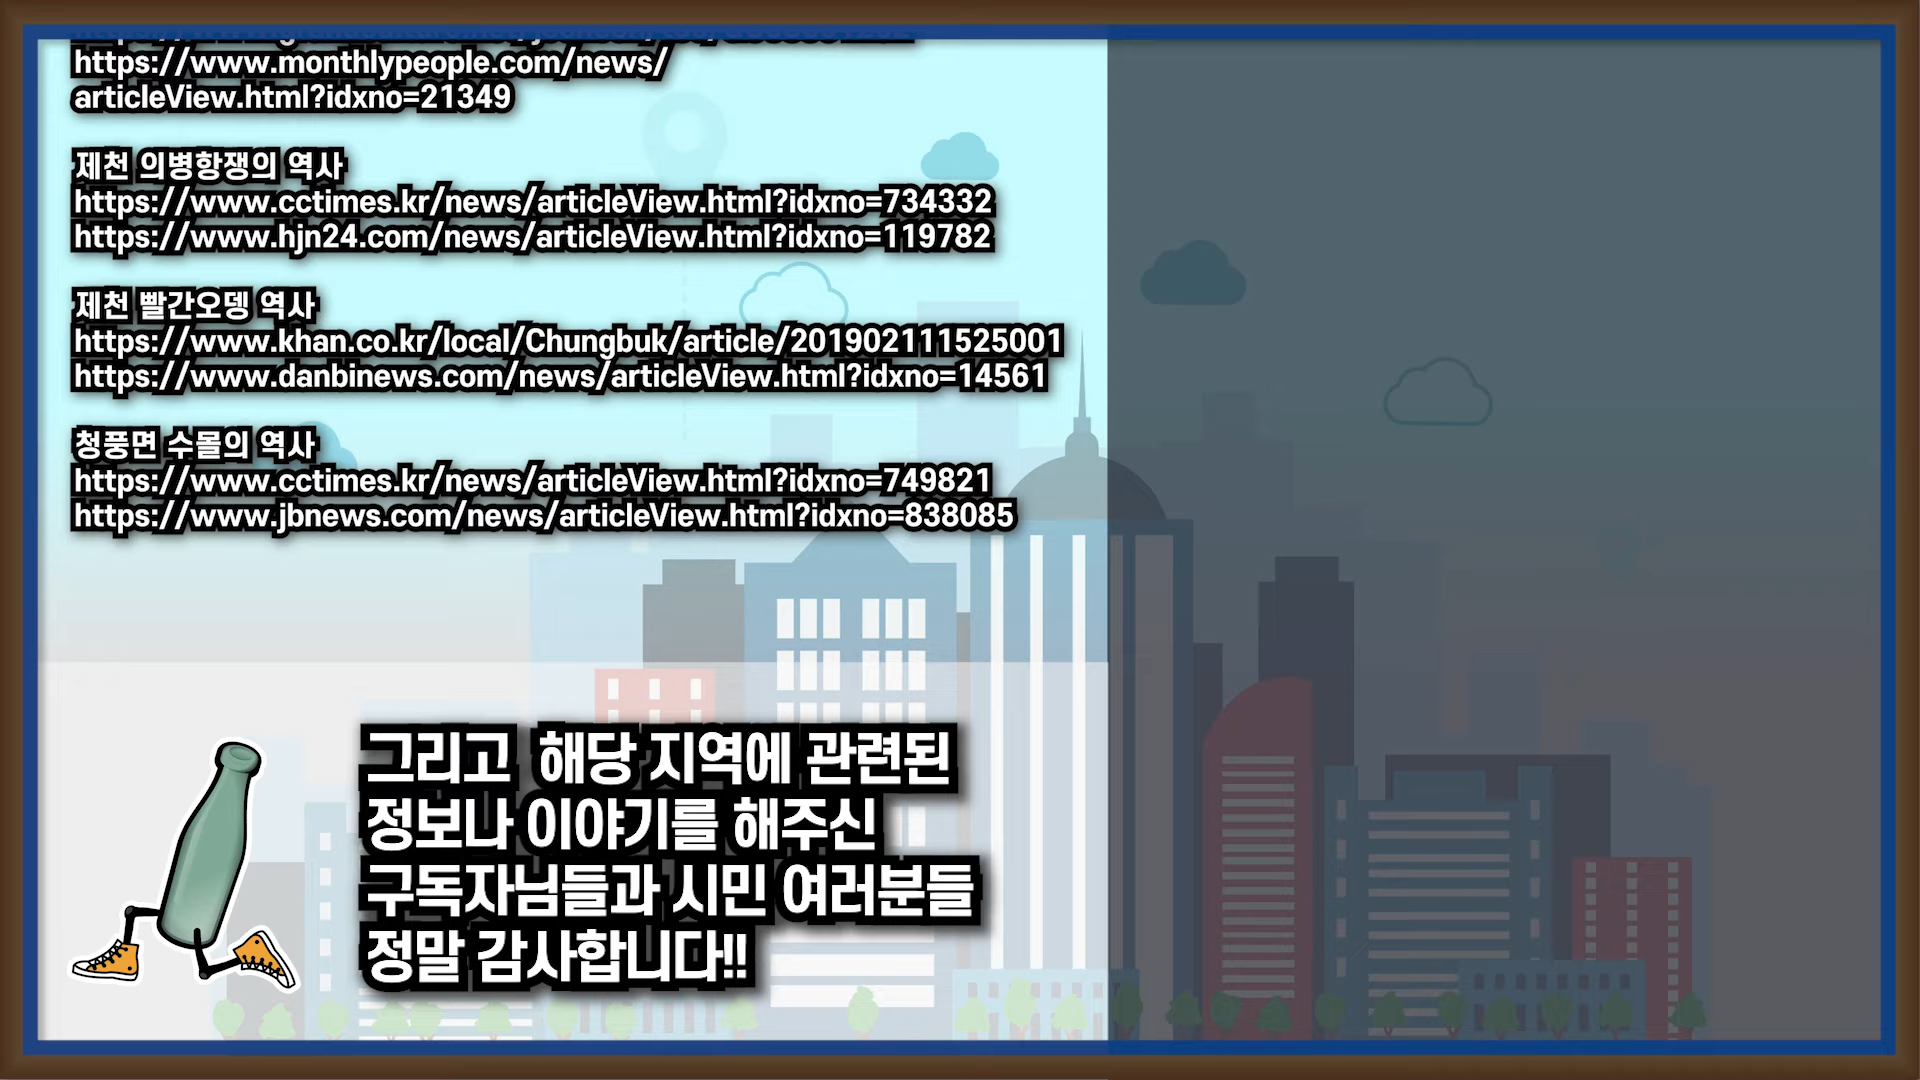 https://www.monthlypeople.com/news/
articleView.html?idxno=21349
제천 의병항쟁의 역사
https://www.cctimes.kr/news/articleView.html?idxno=734332
https://www.hjn24.com/news/articleView.html?idxno=119782
제천 빨간오뎅 역사
https://www.khan.co.kr/local/Chungbuk/article/201902111525001
https://www.danbinews.com/news/articleView.html?idxno=14561
청풍면 수몰의 역사
https://www.cctimes.kr/news/articleView.html?idxno=749821
https://www.jbnews.com/news/articleView.html?idxno=838085
그리고 해당 지역에 관련된
정보나 이야기를 해주신
구독자님들과 시민 여러분들
정말 감사합니다!!